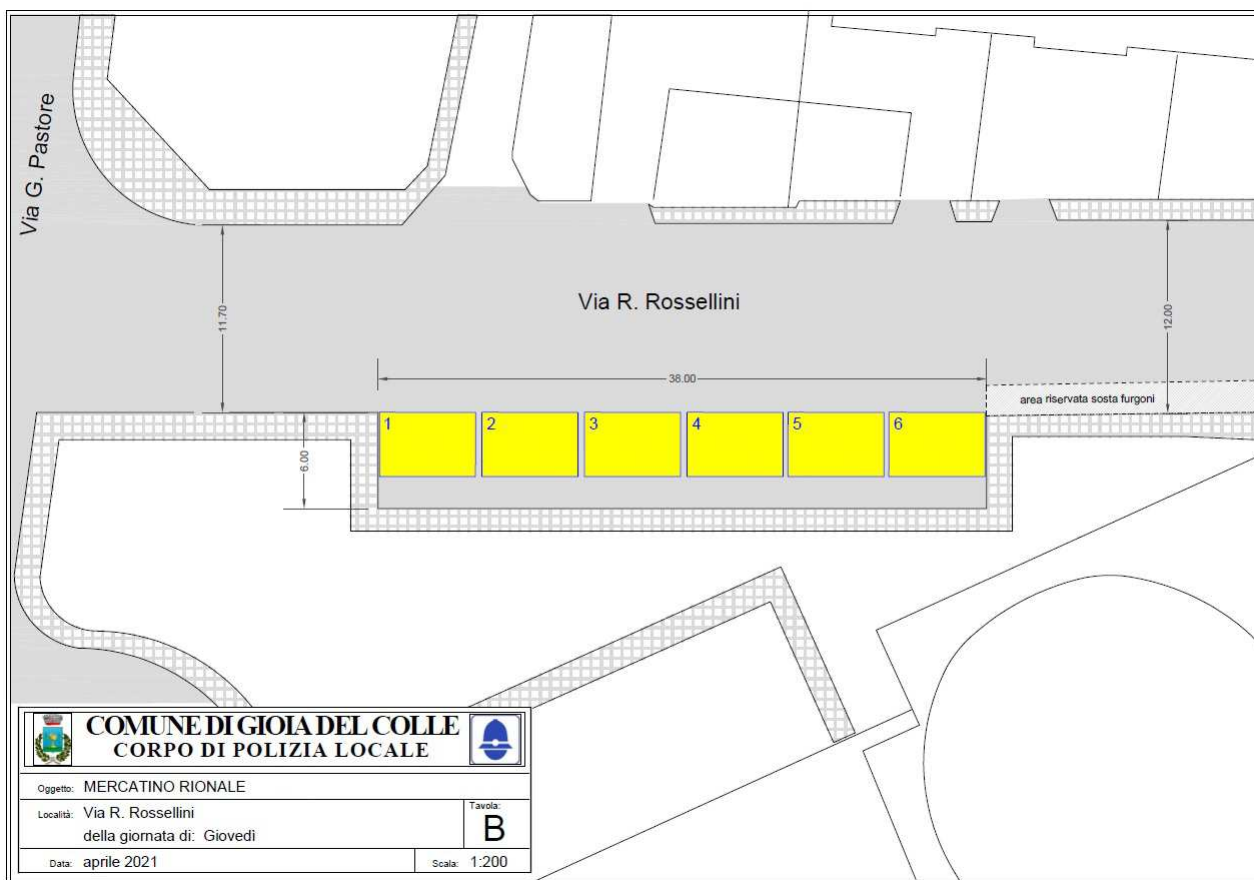 Via G. Pastore
11.70
Via R. Rossellini
12.00
38.00
area riservata sosta furgoni
1
2
3
4
5
6
6.00
COMUNE DI GIOIA DEL COLLE
CORPO DI POLIZIA LOCALE
Oggetto: MERCATINO RIONALE
Località: Via R. Rossellini
della giornata di: Giovedì
Tavola:
B
Data: aprile 2021
Scala: 1:200